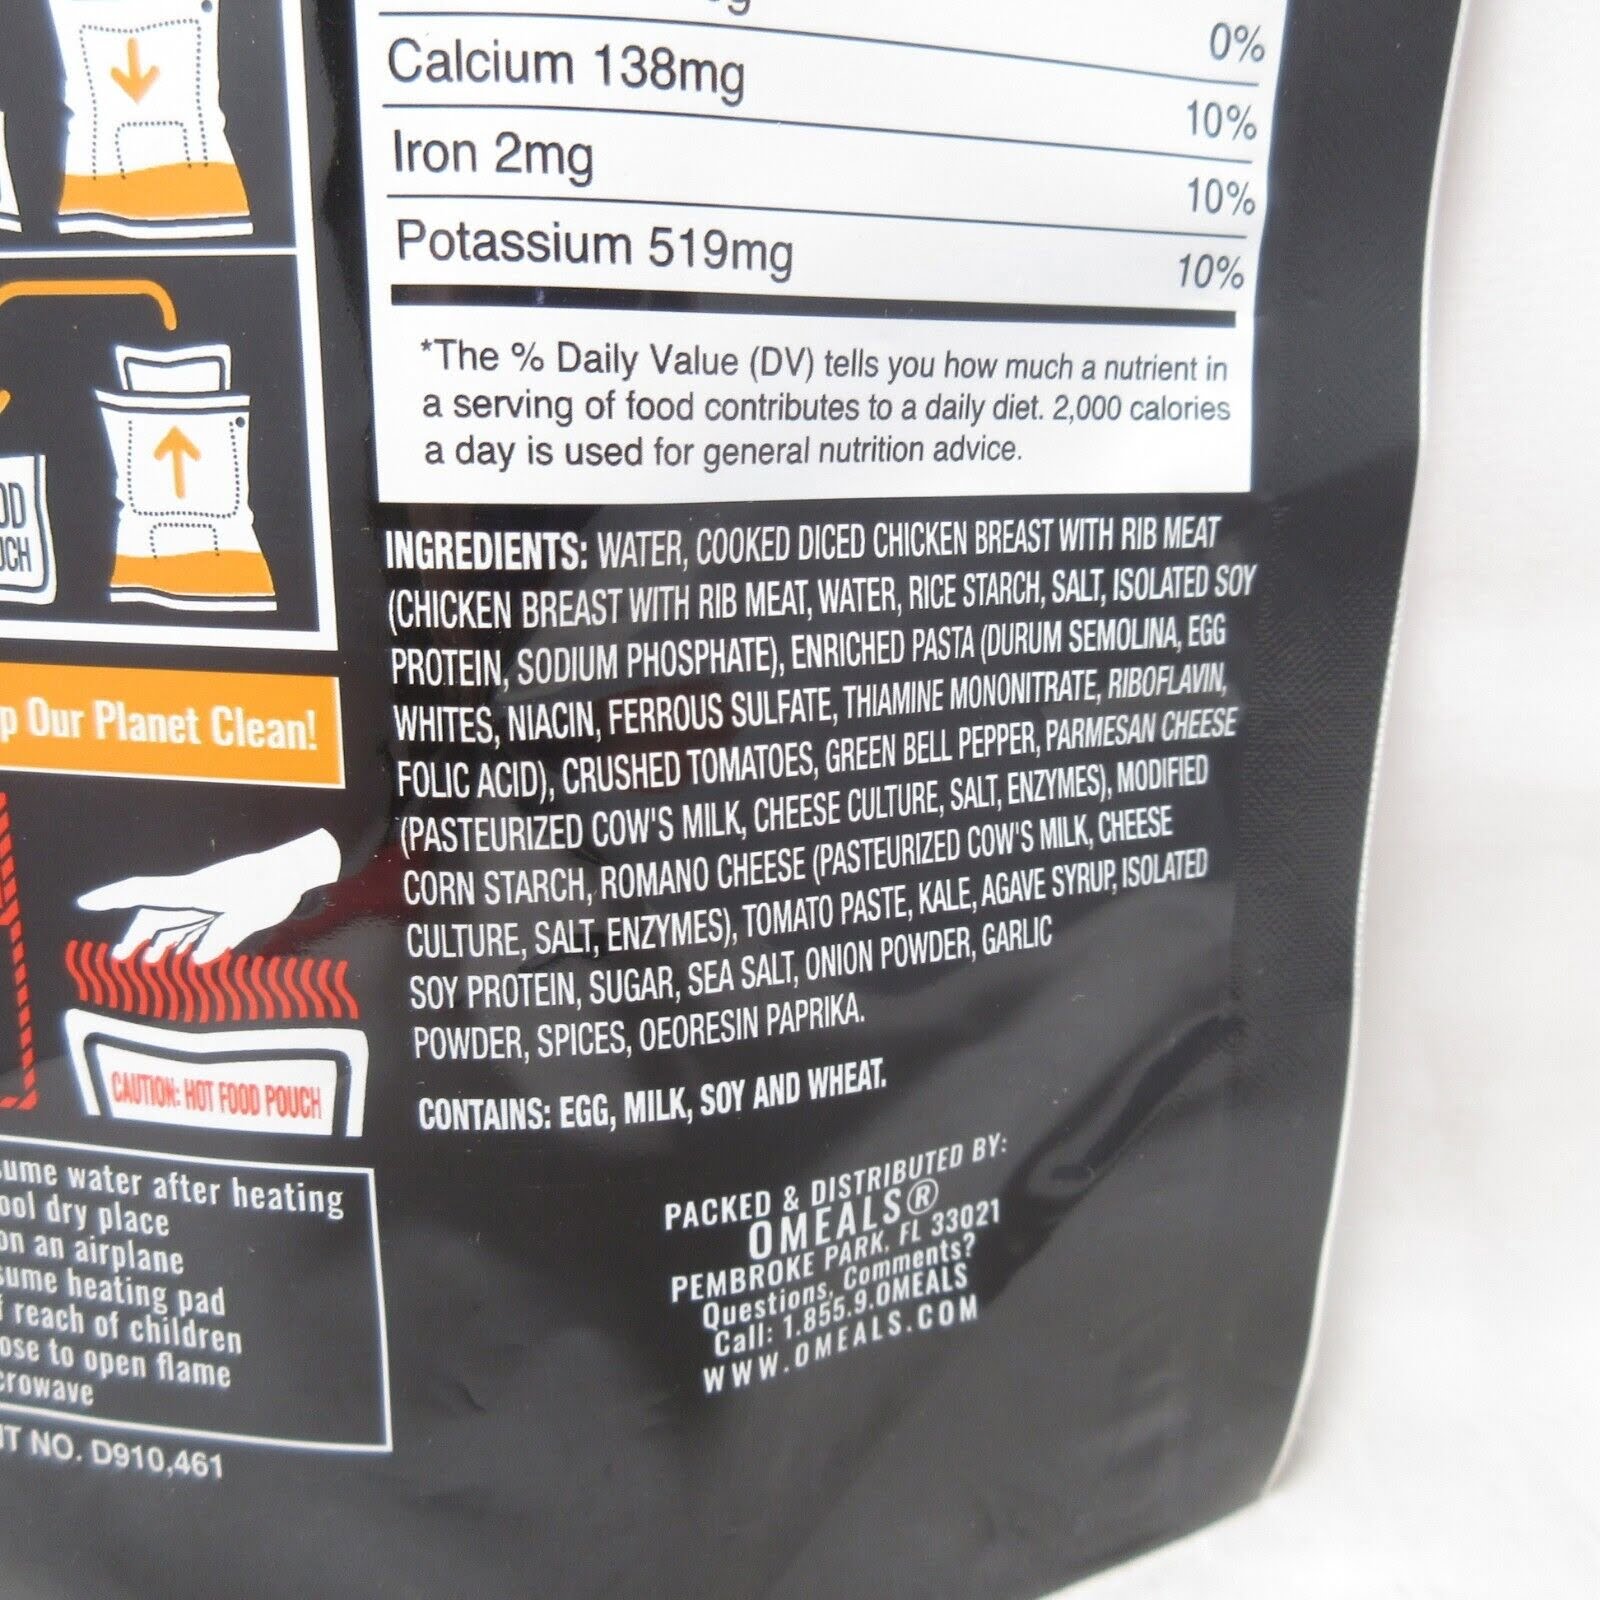 0%
Calcium 138mg 10%
Iron 2mg 10%
Potassium 519mg 10%
*The % Daily Value (DV) tells you how much a nutrient in
a serving of food contributes to a daily diet. 2,000 calories
a day is used for general nutrition advice.
INGREDIENTS: WATER, COOKED DICED CHICKEN BREAST WITH RIB MEAT
(CHICKEN BREAST WITH RIB MEAT, WATER, RICE STARCH, SALT, ISOLATED SOY
PROTEIN, SODIUM PHOSPHATE), ENRICHED PASTA (DURUM SEMOLINA, EGG
WHITES, NIACIN, FERROUS SULFATE, THIAMINE MONONITRATE, RIBOFLAVIN,
FOLIC ACID), CRUSHED TOMATOES, GREEN BELL PEPPER, PARMESAN CHEESE
(PASTEURIZED COW'S MILK, CHEESE CULTURE, SALT, ENZYMES), MODIFIED
CORN STARCH, ROMANO CHEESE (PASTEURIZED COW'S MILK, CHEESE
CULTURE, SALT, ENZYMES), TOMATO PASTE, KALE, AGAVE SYRUP, ISOLATED
SOY PROTEIN, SUGAR, SEA SALT, ONION POWDER, GARLIC
POWDER, SPICES, OEORESIN PAPRIKA.
CONTAINS: EGG, MILK, SOY AND WHEAT.
PACKED & DISTRIBUTED BY:
OMEALS®
PEMBROKE PARK, FL 33021
Questions, Comments?
Call: 1.855.9.OMEALS
WWW.OMEALS.COM
Our Planet Clean!
CAUTION: HOT FOOD POUCH
water after heating
dry place
on an airplane
heating pad
reach of children
to open flame
NO. D910,461